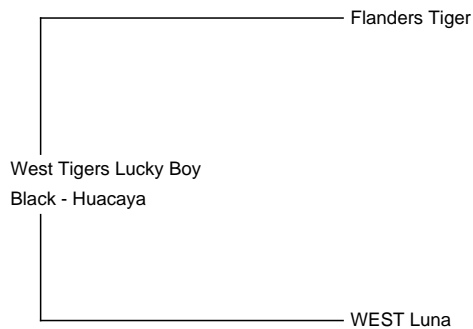 Flanders Tiger
West Tigers Lucky Boy
Black - Huacaya
WEST Luna